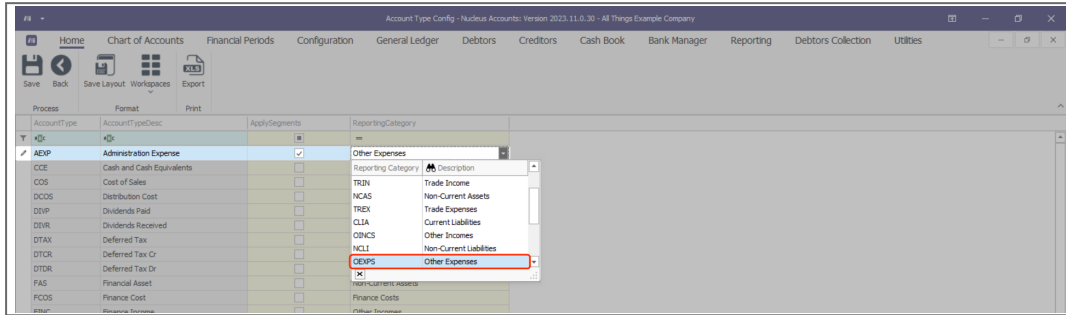 Account Type Config - Nucleus Accounts: Version 2023.11.0.30 - All Things Example Company
Home Chart of Accounts Financial Periods Configuration General Ledger Debtors Creditors Cash Book Bank Manager Reporting Debtors Collection Utilities
Save Back Save Layout Workspaces Export
Process Format Print
AccountType AccountTypeDesc ApplySegments ReportingCategory
=
AEXP Administration Expense Other Expenses
CCE Cash and Cash Equivalents Reporting Category Description
COS Cost of Sales TRIN Trade Income
DCOS Distribution Cost NCAS Non-Current Assets
DIVP Dividends Paid TREX Trade Expenses
DIVR Dividends Received CLIA Current Liabilities
DTAX Deferred Tax OINCS Other Incomes
DTCR Deferred Tax Cr NCLI Non-Current Liabilities
DTDR Deferred Tax Dr OEXPS Other Expenses
FAS Financial Asset Non-Current Assets
FCOS Finance Cost Finance Costs
FINC Finance Income Other Incomes